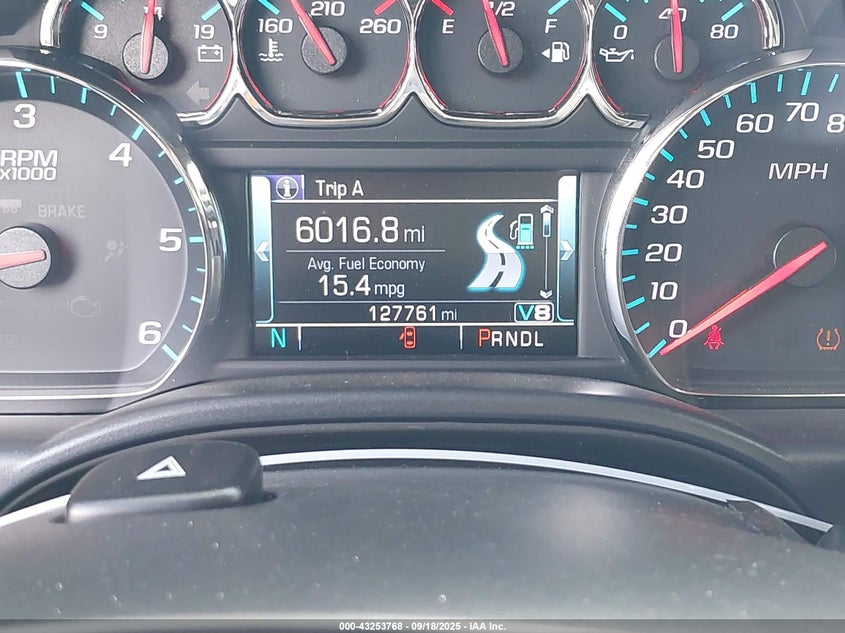 9 14 19
160 210 260
E 1/2 F
0 40 80
3
4
5
6
RPM
x1000
BRAKE
Trip A
6016.8 mi
Avg. Fuel Economy
15.4 mpg
127761 mi V8
N PRNDL
0
10
20
30
40
50
60
70
8
MPH
000-43253768 - 09/18/2025 - IAA Inc.